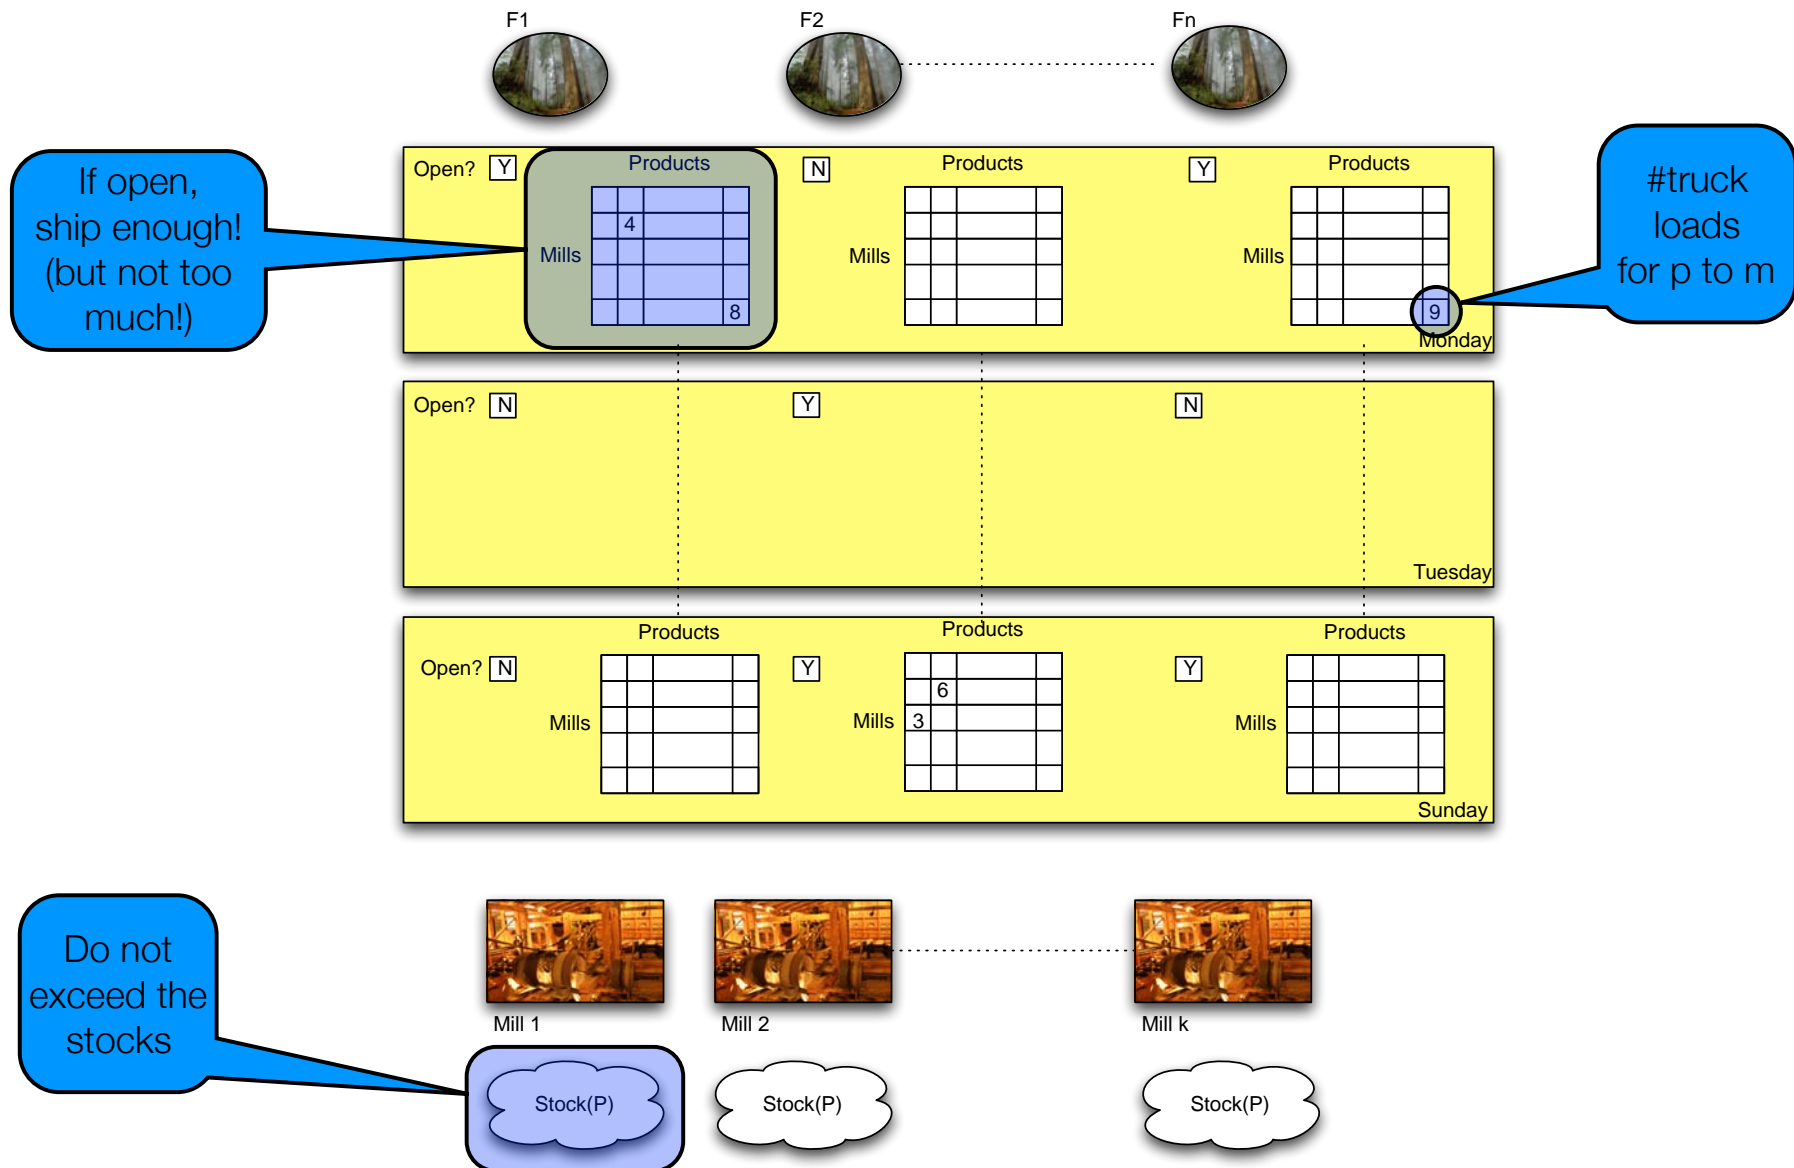 F1
F2
Fn
If open,
ship enough!
(but not too
much!)
Open? Y
Products
Mills
4
8
N
Products
Mills
Y
Products
Mills
9
Monday
#truck
loads
for p to m
Open? N
Y
N
Tuesday
Open? N
Products
Mills
Y
Products
Mills
6
3
Y
Products
Mills
Sunday
Do not
exceed the
stocks
Mill 1
Mill 2
Mill k
Stock(P)
Stock(P)
Stock(P)